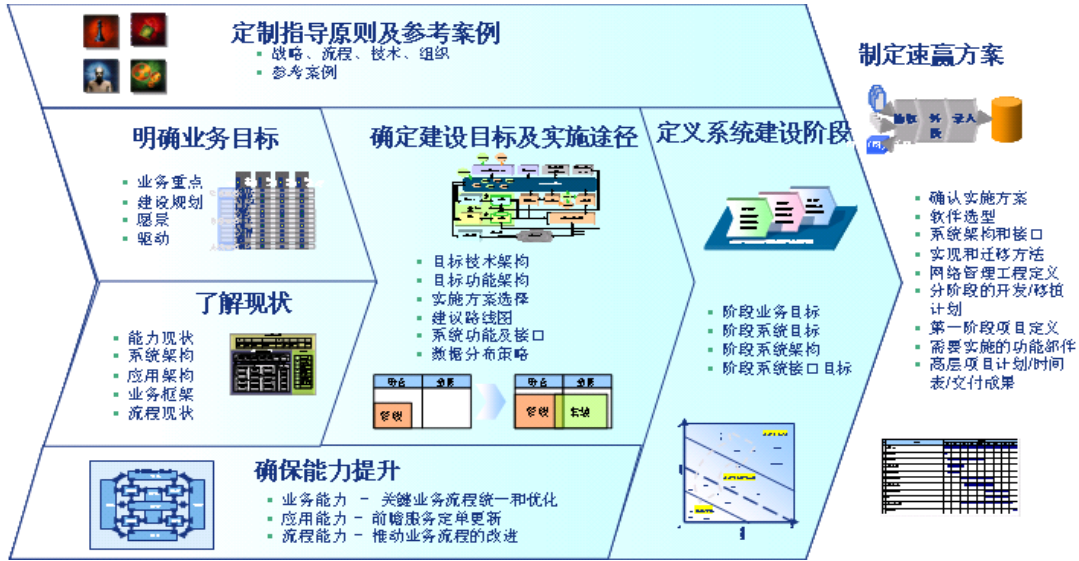 定制指导原则及参考案例
战略、流程、技术、组织
参考案例
制定速赢方案
明确业务目标
业务重点
建设规划
愿景
驱动
确定建设目标及实施途径
目标技术架构
目标功能架构
实施方案选择
建议路线图
系统功能及接口
数据分布策略
定义系统建设阶段
阶段业务目标
阶段系统目标
阶段系统架构
阶段系统接口目标
录入
确认实施方案
软件选型
系统架构和接口
实现和迁移方法
网络管理工程定义
分阶段的开发/移植
计划
第一阶段项目定义
需要实施的功能部件
高层项目计划/时间
表/交付成果
了解现状
能力现状
系统架构
应用架构
业务框架
流程现状
确保能力提升
业务能力 – 关键业务流程统一和优化
应用能力 – 前瞻服务定单更新
流程能力 – 推动业务流程的改进